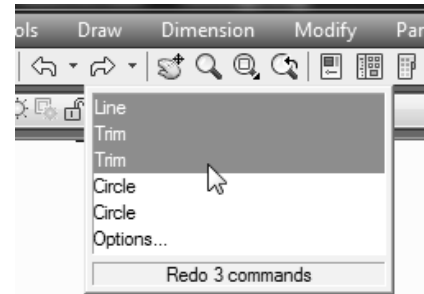 ols Draw Dimension Modify Par
Line
Trim
Trim
Circle
Circle
Options...
Redo 3 commands